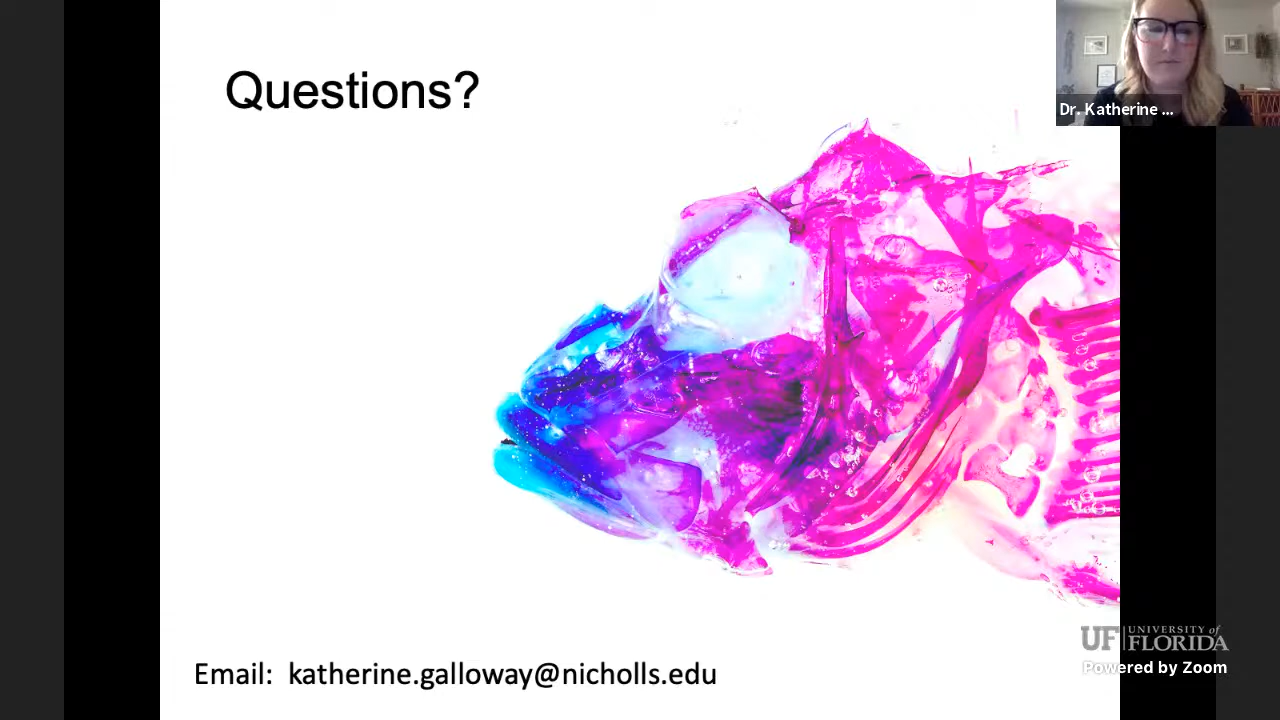 Questions?
Dr. Katherine ...
Email: katherine.galloway@nicholls.edu
UF UNIVERSITY of
FLORIDA
Powered by Zoom